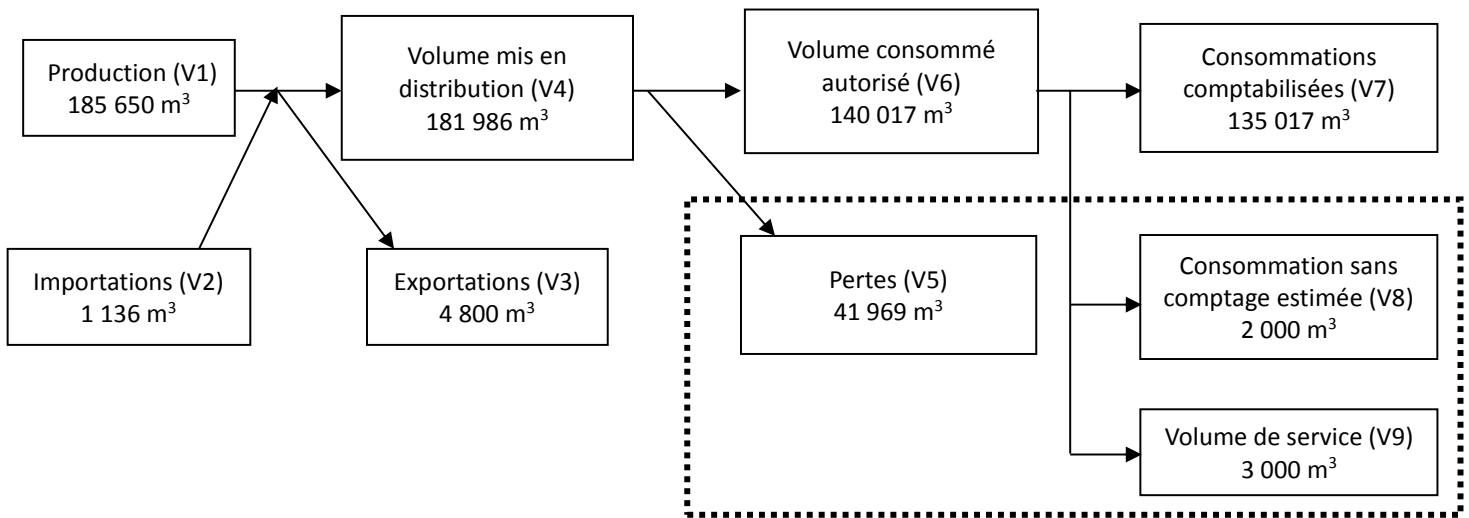 Production (V1)
185 650 m³
Volume mis en
distribution (V4)
181 986 m³
Volume consommé
autorisé (V6)
140 017 m³
Consommations
comptabilisées (V7)
135 017 m³
Importations (V2)
1 136 m³
Exportations (V3)
4 800 m³
Pertes (V5)
41 969 m³
Consommation sans
comptage estimée (V8)
2 000 m³
Volume de service (V9)
3 000 m³